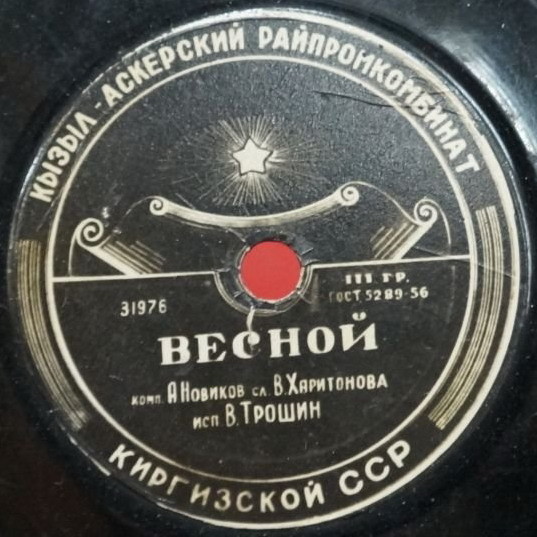 КЫЗЫЛ-АСКЕРСКИЙ РАЙПРОМКОМБИНАТ
31976
III ГР.
ГОСТ 5289-56
ВЕСНОЙ
комп. А.Новиков сл. В.Харитонова
исп. В.Трошин
КИРГИЗСКОЙ ССР